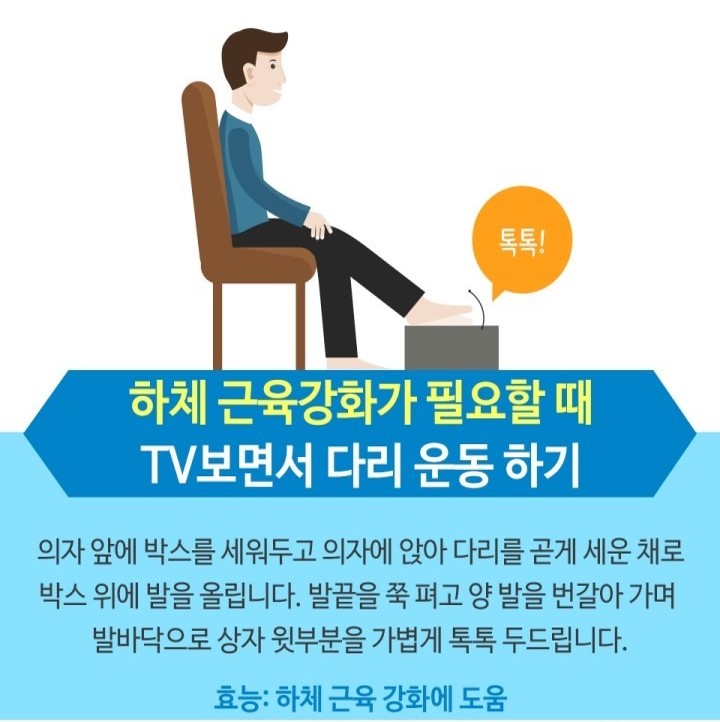 톡톡!
하체 근육강화가 필요할 때
TV보면서 다리 운동 하기
의자 앞에 박스를 세워두고 의자에 앉아 다리를 곧게 세운 채로
박스 위에 발을 올립니다. 발끝을 쭉 펴고 양 발을 번갈아 가며
발바닥으로 상자 윗부분을 가볍게 톡톡 두드립니다.
효능: 하체 근육 강화에 도움